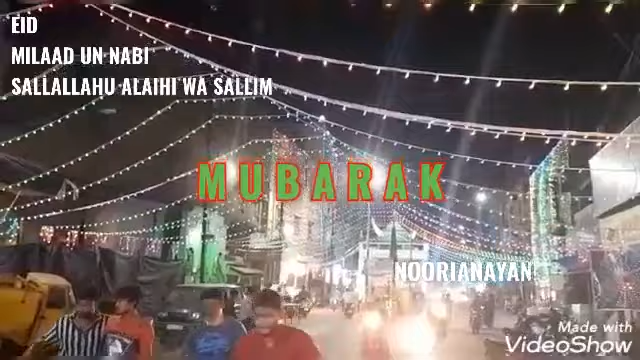 EID
MILAAD UN NABI
SALLALLAHU ALAIHI WA SALLIM
MUBARAK
NOORIANAYAN
Made with
VideoShow